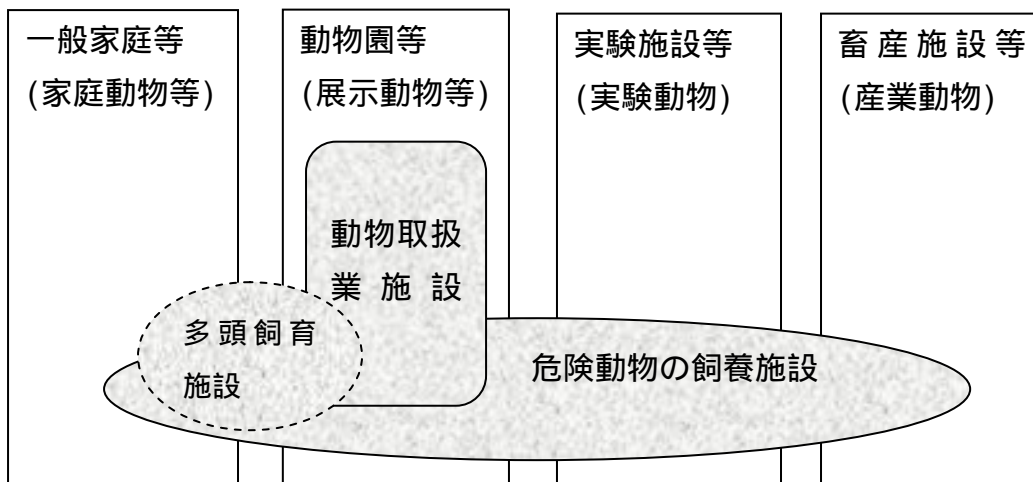 一般家庭等
(家庭動物等)
動物園等
(展示動物等)
実験施設等
(実験動物)
畜産施設等
(産業動物)
動物取扱
業施設
多頭飼育
施設
危険動物の飼養施設